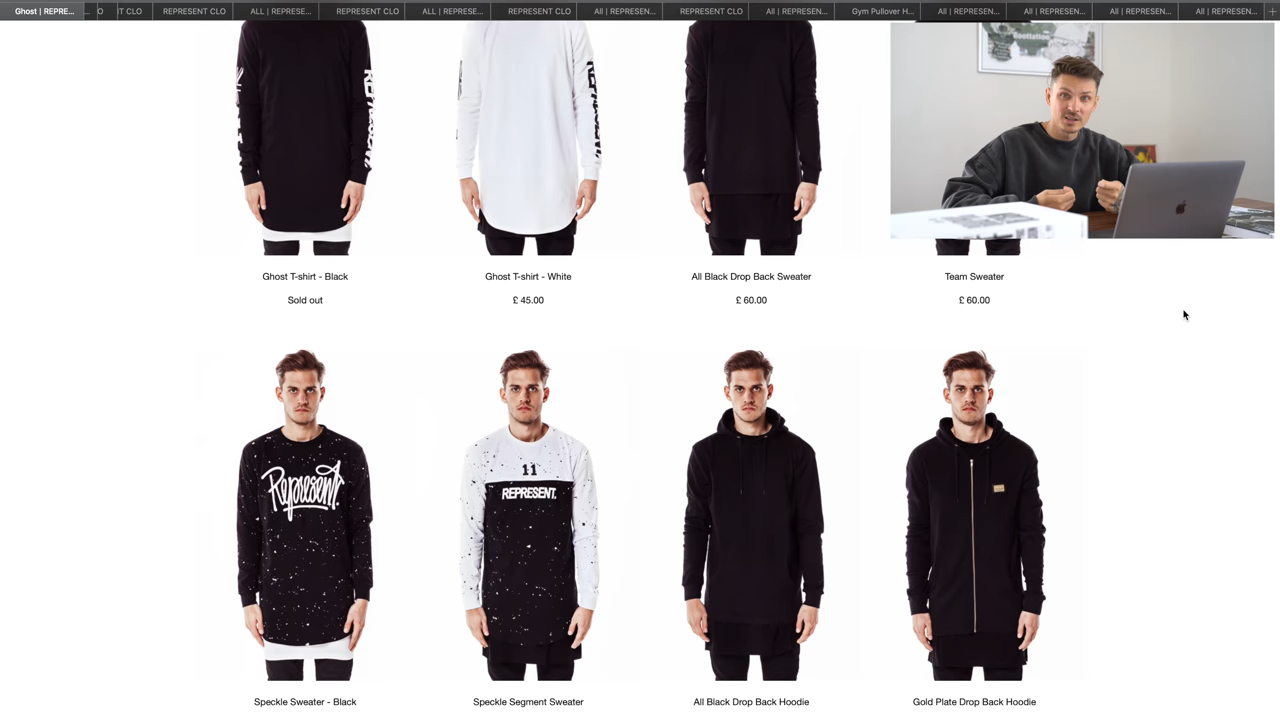 Ghost | REPRE...
O
IT CLO
REPRESENT CLO
ALL | REPRESE...
REPRESENT CLO
ALL | REPRESE...
REPRESENT CLO
All | REPRESEN...
REPRESENT CLO
All | REPRESEN...
Gym Pullover H...
All | REPRESEN...
All | REPRESEN...
All | REPRESEN...
All | REPRESEN...
Ghost T-shirt - Black
Ghost T-shirt - White
All Black Drop Back Sweater
Team Sweater
Sold out
£ 45.00
£ 60.00
£ 60.00
Represent.
11
REPRESENT.
Speckle Sweater - Black
Speckle Segment Sweater
All Black Drop Back Hoodie
Gold Plate Drop Back Hoodie